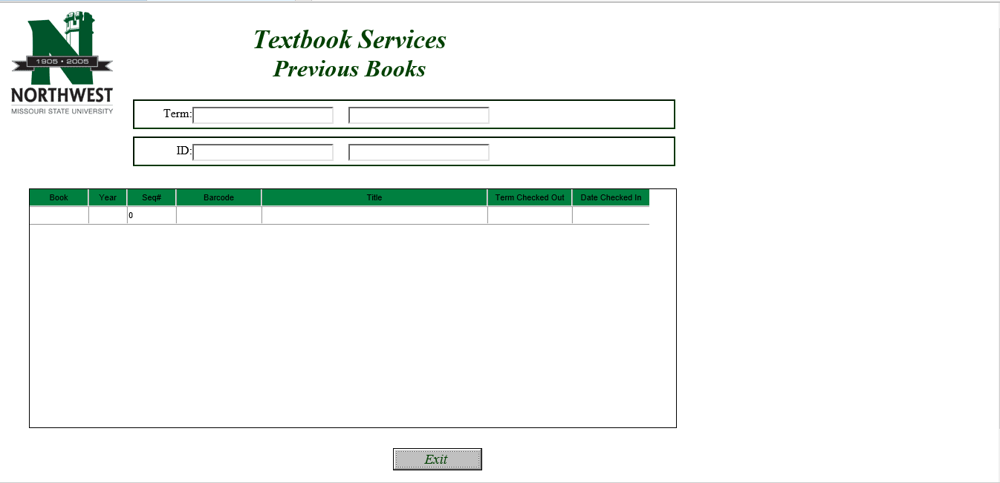 1905 • 2005
NORTHWEST
MISSOURI STATE UNIVERSITY
Textbook Services
Previous Books
Term:
ID:
Book Year Seq# Barcode Title Term Checked Out Date Checked In
0
Exit